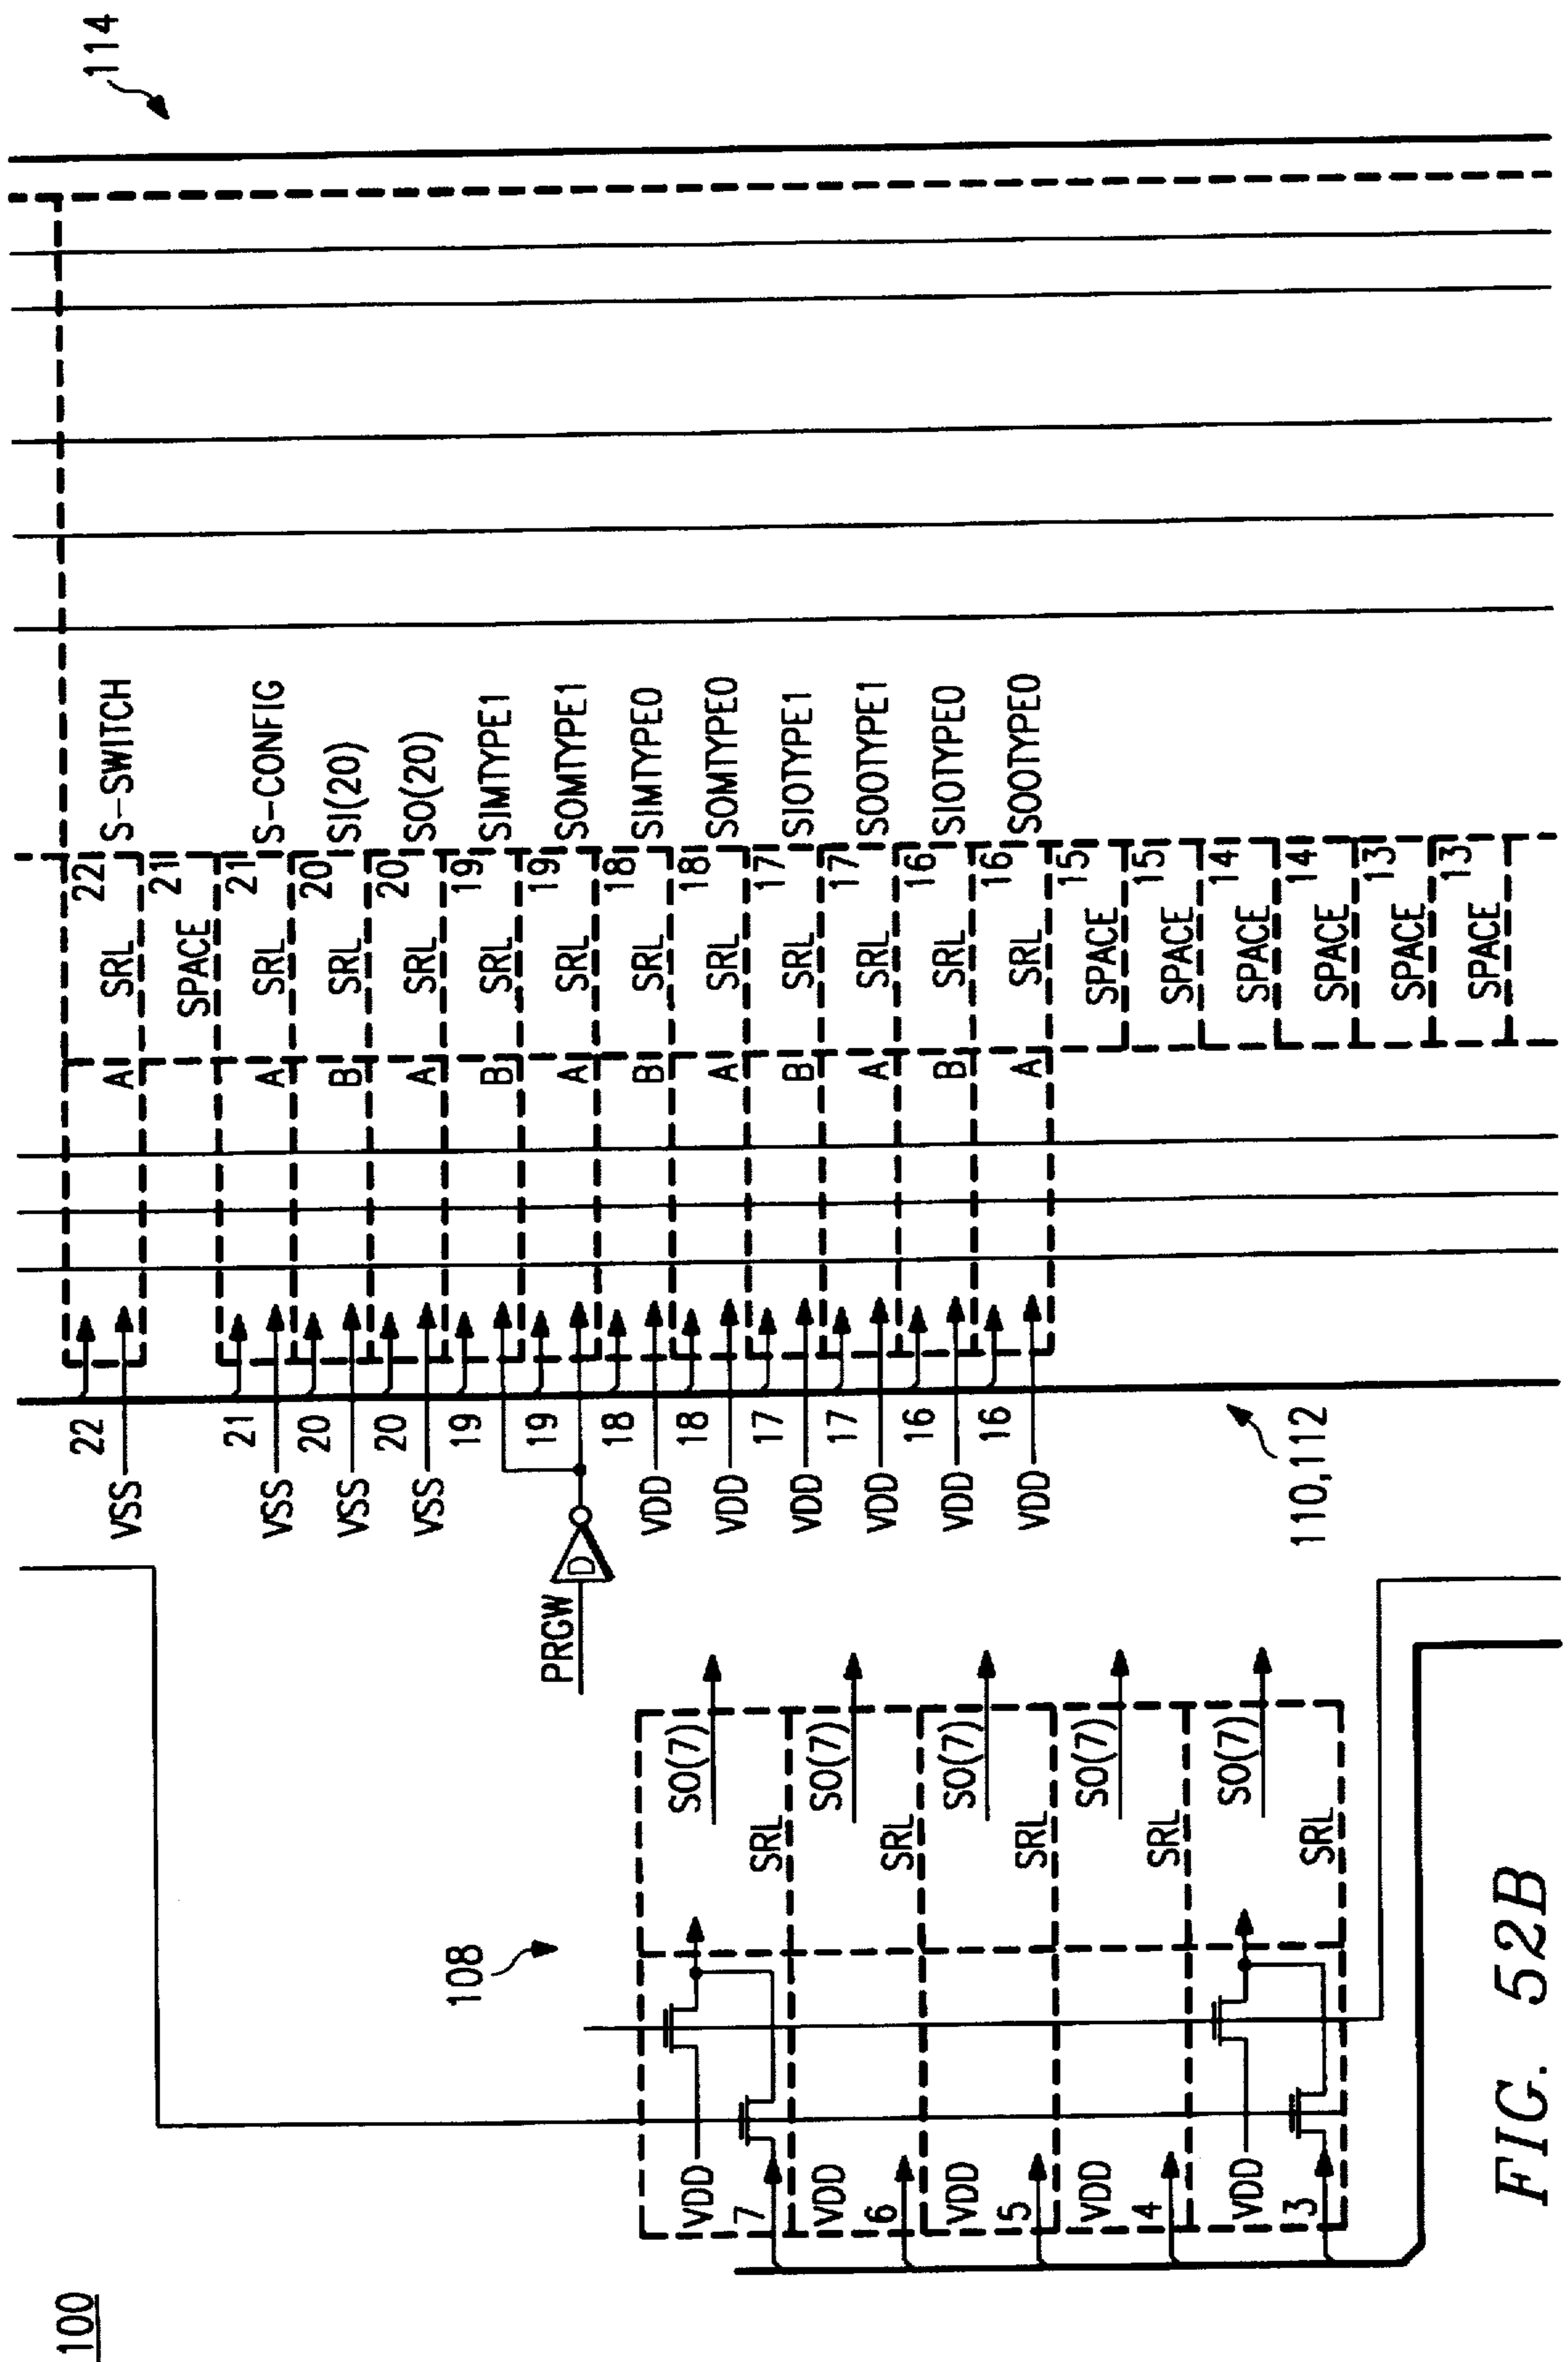 100
114
22 22
VSS A SRL S-SWITCH
21
SPACE
21 21
VSS A SRL S-CONFIG
20 20
VSS B SRL SI(20)
20 20
VSS A SRL SO(20)
19 19
B SRL SIMTYPE1
19 19
PRGW D A SRL SOMTYPE1
18 18
VDD B SRL SIMTYPE0
18 18
VDD A SRL SOMTYPE0
17 17
VDD B SRL SIOTYPE1
17 17
VDD A SRL SOOTYPE1
16 16
VDD B SRL SIOTYPE0
16 16
VDD A SRL SOOTYPE0
15
SPACE
15
SPACE
14
SPACE
14
SPACE
13
SPACE
13
SPACE
110,112
108
VDD SO(7)
7 SRL
VDD SO(7)
6 SRL
VDD SO(7)
5 SRL
VDD SO(7)
4 SRL
VDD SO(7)
3 SRL
FIG. 52B